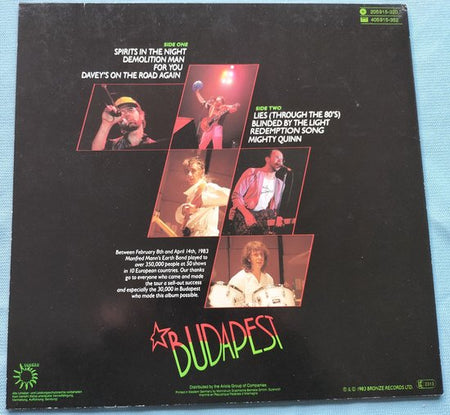 205915-320
405915-352
SIDE ONE
SPIRITS IN THE NIGHT
DEMOLITION MAN
FOR YOU
DAVEY'S ON THE ROAD AGAIN
SIDE TWO
LIES (THROUGH THE 80'S)
BLINDED BY THE LIGHT
REDEMPTION SONG
MIGHTY QUINN
Between February 8th and April 14th, 1983
Manfred Mann's Earth Band played to
over 350,000 people at 50 shows
in 10 European countries. Our thanks
go to everyone who came and made
the tour a sell-out success
and especially the 30,000 in Budapest
who made this album possible.
BUDAPEST
Distributed by the Ariola Group of Companies.
℗ & © 1983 BRONZE RECORDS LTD.